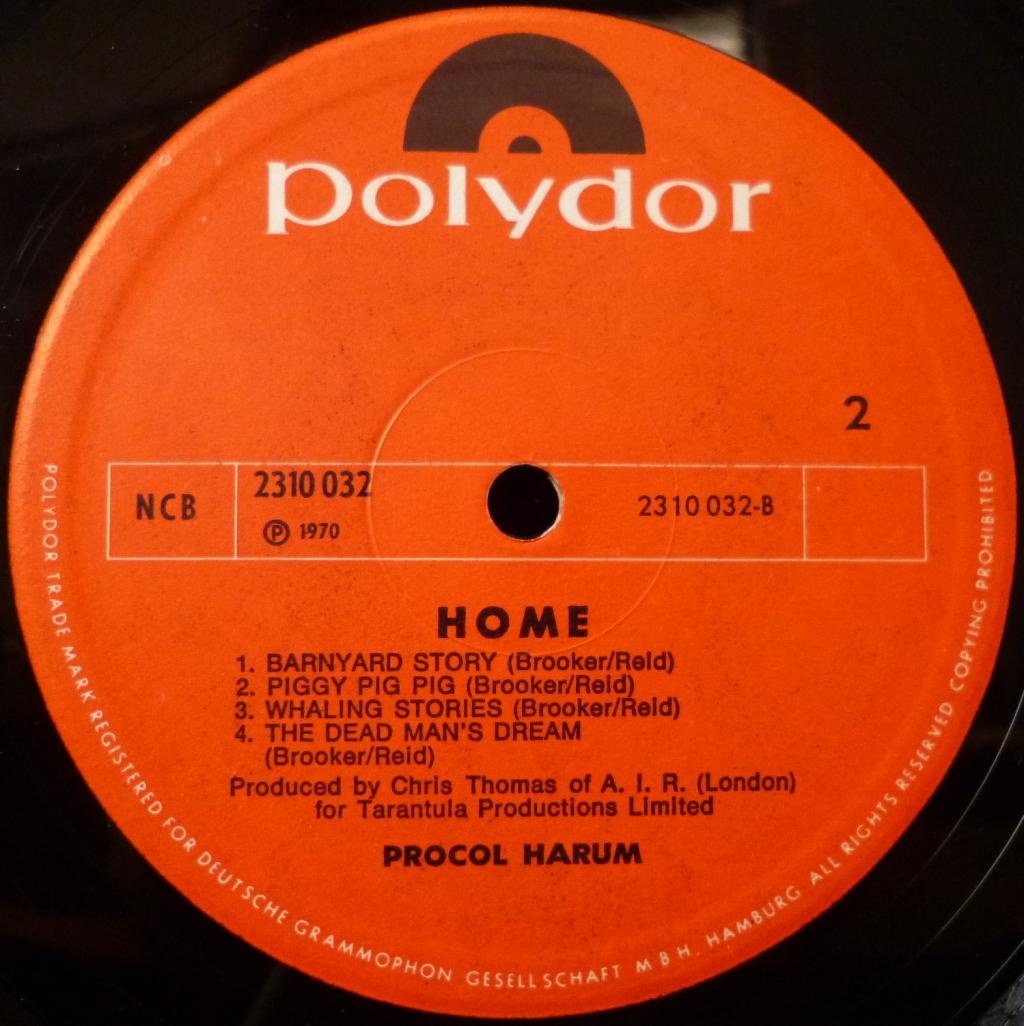 polydor
2
NCB
2310 032
℗ 1970
2310 032-B
HOME
1. BARNYARD STORY (Brooker/Reid)
2. PIGGY PIG PIG (Brooker/Reid)
3. WHALING STORIES (Brooker/Reid)
4. THE DEAD MAN'S DREAM
(Brooker/Reid)
Produced by Chris Thomas of A. I. R. (London)
for Tarantula Productions Limited
PROCOL HARUM
POLYDOR TRADE MARK REGISTERED FOR DEUTSCHE GRAMMOPHON GESELLSCHAFT M B H. HAMBURG ALL RIGHTS RESERVED COPYING PROHIBITED